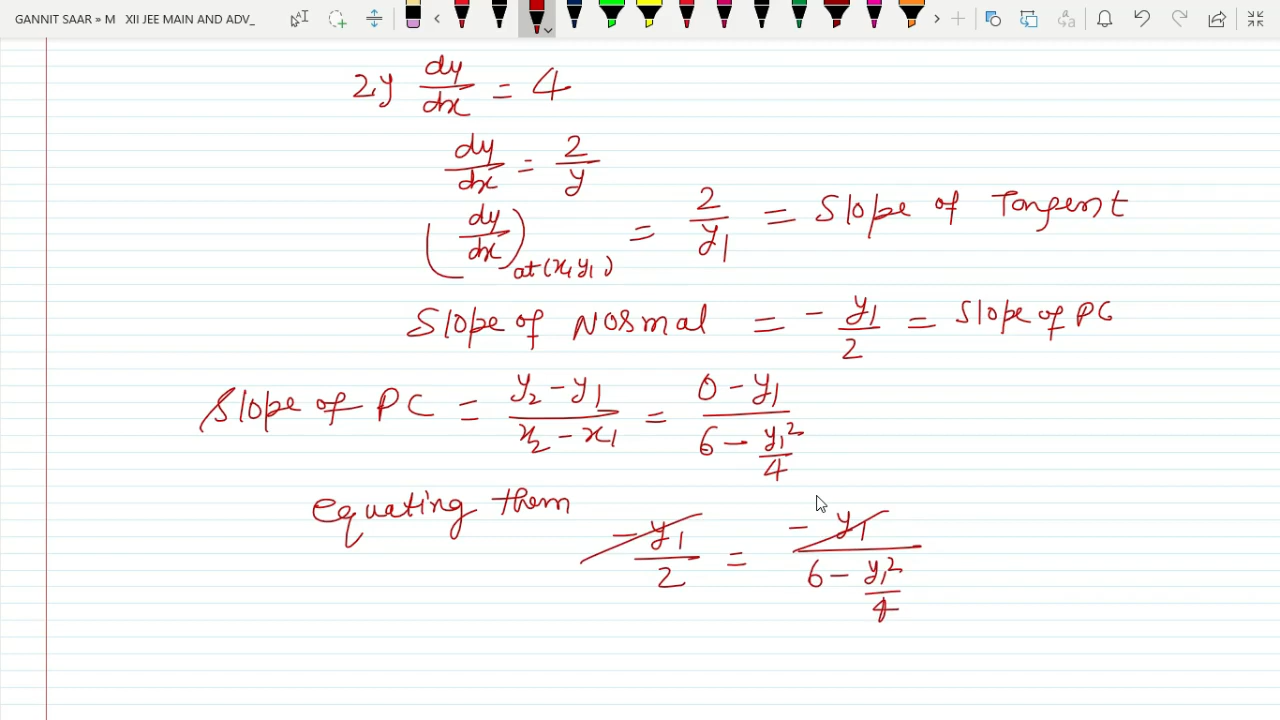 GANNIT SAAR » M XII JEE MAIN AND ADV_
2y dy/dx = 4
dy/dx = 2/y
(dy/dx) at (x₁ y₁) = 2/y₁ = Slope of Tangent
Slope of Normal = - y₁/2 = Slope of PC
Slope of PC = (y₂ - y₁)/(x₂ - x₁) = (0 - y₁)/(6 - y₁²/4)
equating them
- y₁/2 = - y₁/(6 - y₁²/4)